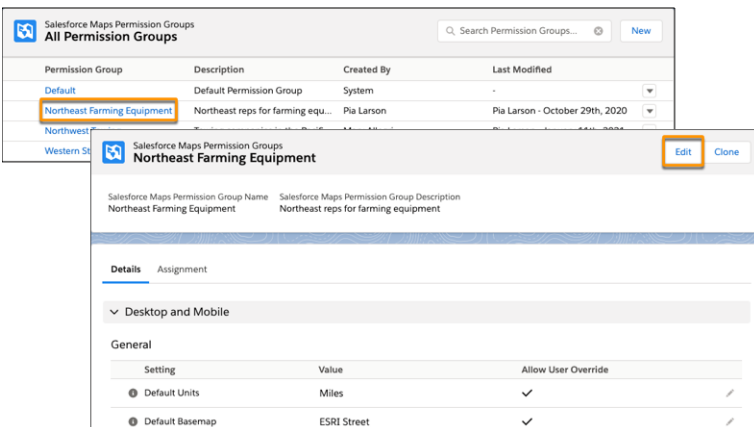 Salesforce Maps Permission Groups
All Permission Groups
Search Permission Groups...
New
Permission Group Description Created By Last Modified
Default Default Permission Group System -
Northeast Farming Equipment Northeast reps for farming equ... Pia Larson Pia Larson - October 29th, 2020
Northwest
Western St
Salesforce Maps Permission Groups
Northeast Farming Equipment
Edit Clone
Salesforce Maps Permission Group Name Salesforce Maps Permission Group Description
Northeast Farming Equipment Northeast reps for farming equipment
Details Assignment
Desktop and Mobile
General
Setting Value Allow User Override
Default Units Miles
Default Basemap ESRI Street